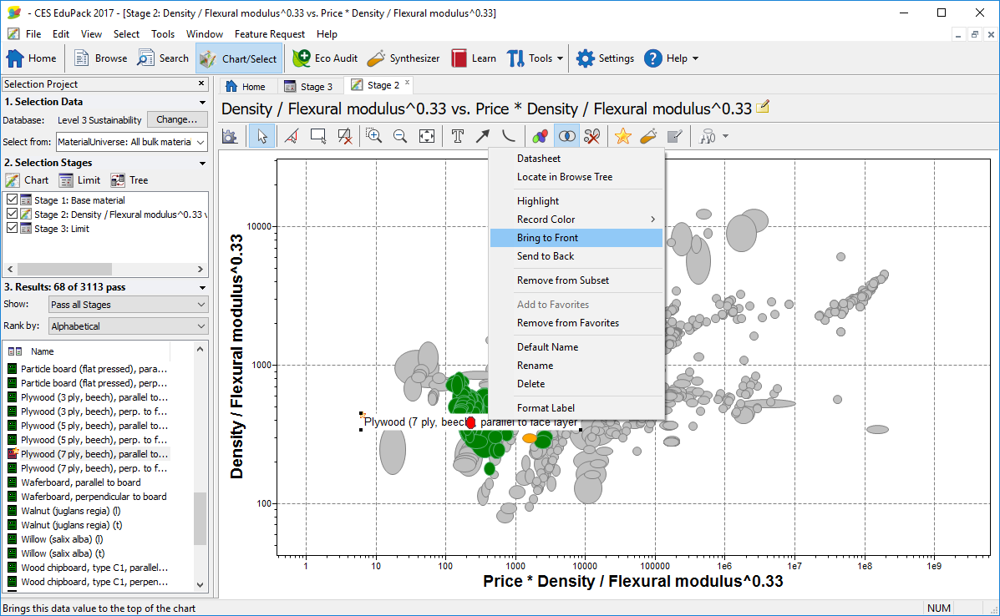 - CES EduPack 2017 - [Stage 2: Density / Flexural modulus^0.33 vs. Price * Density / Flexural modulus^0.33]
File Edit View Select Tools Window Feature Request Help
Home Browse Search Chart/Select Eco Audit Synthesizer Learn Tools Settings Help
Selection Project
1. Selection Data
Database: Level 3 Sustainability Change...
Select from: MaterialUniverse: All bulk material
2. Selection Stages
Chart Limit Tree
Stage 1: Base material
Stage 2: Density / Flexural modulus^0.33 v
Stage 3: Limit
3. Results: 68 of 3113 pass
Show: Pass all Stages
Rank by: Alphabetical
Name
Particle board (flat pressed), para...
Particle board (flat pressed), perp...
Plywood (3 ply, beech), parallel to...
Plywood (3 ply, beech), perp. to f...
Plywood (5 ply, beech), parallel to...
Plywood (5 ply, beech), perp. to f...
Plywood (7 ply, beech), parallel to...
Plywood (7 ply, beech), perp. to f...
Waferboard, parallel to board
Waferboard, perpendicular to board
Walnut (juglans regia) (l)
Walnut (juglans regia) (t)
Willow (salix alba) (l)
Willow (salix alba) (t)
Wood chipboard, type C1, parallel...
Wood chipboard, type C1, perpen...
Home Stage 3 Stage 2
Density / Flexural modulus^0.33 vs. Price * Density / Flexural modulus^0.33
Datasheet
Locate in Browse Tree
Highlight
Record Color
Bring to Front
Send to Back
Remove from Subset
Add to Favorites
Remove from Favorites
Default Name
Rename
Delete
Format Label
Density / Flexural modulus^0.33
10000
1000
100
Plywood (7 ply, beech), parallel to face layer
1 10 100 1000 10000 100000 1e6 1e7 1e8 1e9
Price * Density / Flexural modulus^0.33
Brings this data value to the top of the chart
NUM